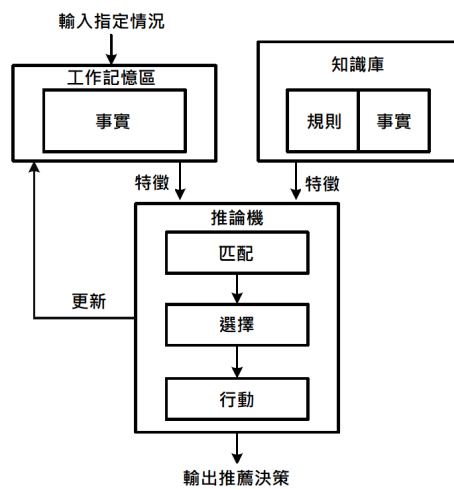 輸入指定情況
工作記憶區
事實
知識庫
規則
事實
特徵
特徵
推論機
匹配
更新
選擇
行動
輸出推薦決策